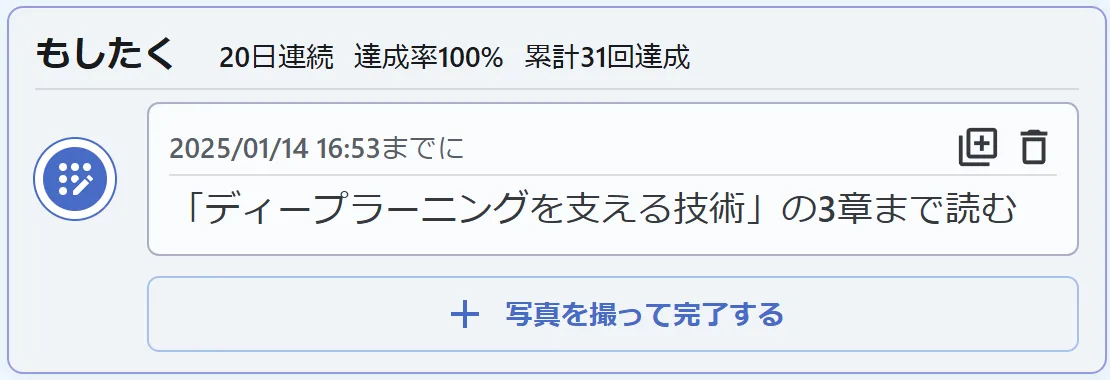 もしたく 20日連続 達成率100% 累計31回達成
2025/01/14 16:53までに
「ディープラーニングを支える技術」の3章まで読む
写真を撮って完了する